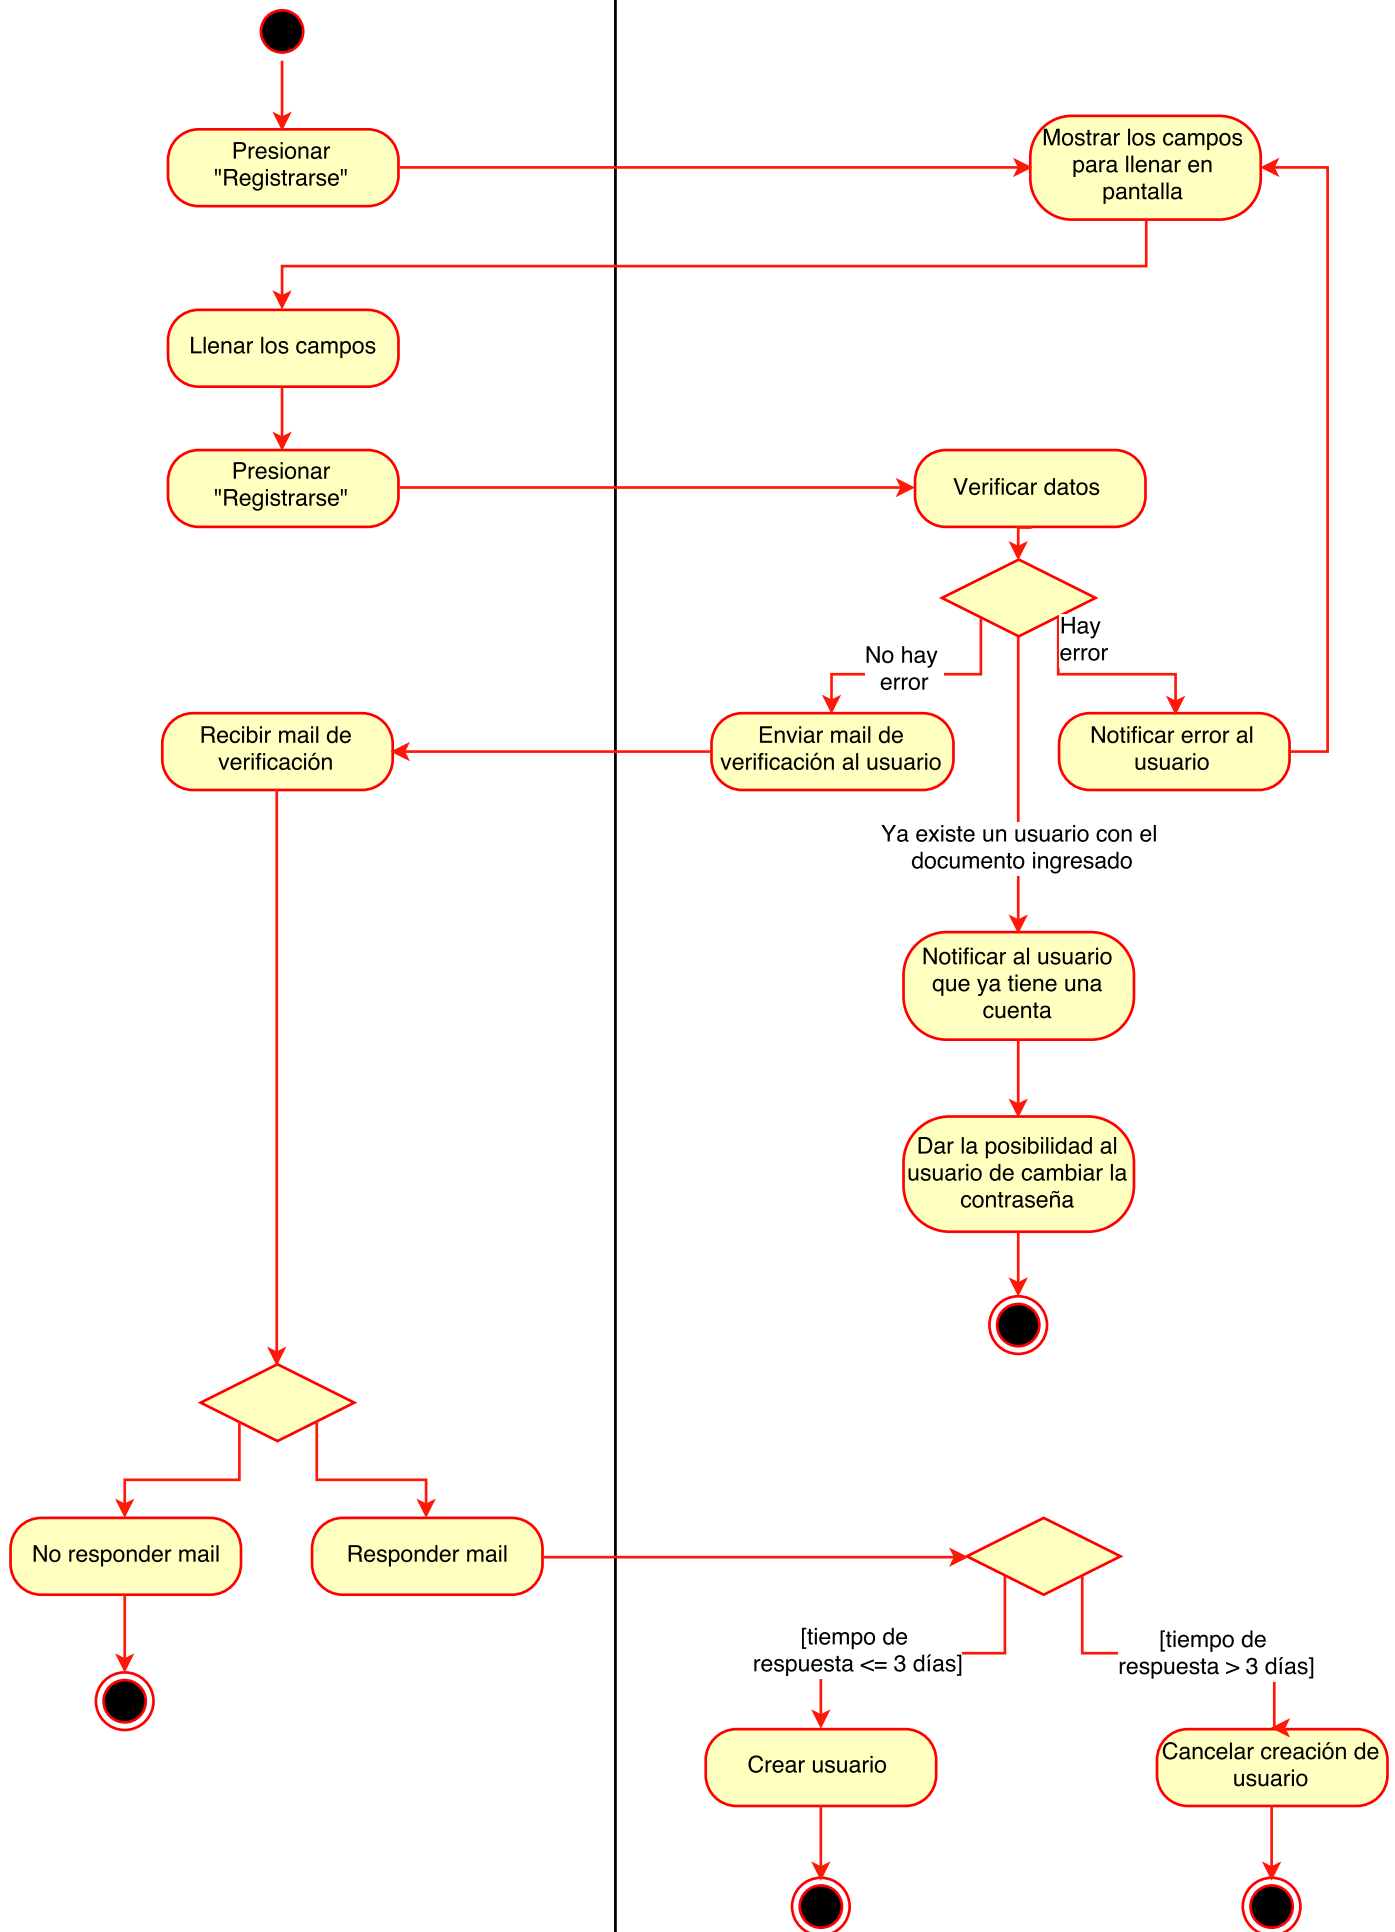 Presionar
"Registrarse"
Mostrar los campos
para llenar en
pantalla
Llenar los campos
Presionar
"Registrarse"
Verificar datos
Hay
error
No hay
error
Recibir mail de
verificación
Enviar mail de
verificación al usuario
Notificar error al
usuario
Ya existe un usuario con el
documento ingresado
Notificar al usuario
que ya tiene una
cuenta
Dar la posibilidad al
usuario de cambiar la
contraseña
No responder mail
Responder mail
[tiempo de
respuesta <= 3 días]
[tiempo de
respuesta > 3 días]
Crear usuario
Cancelar creación de
usuario